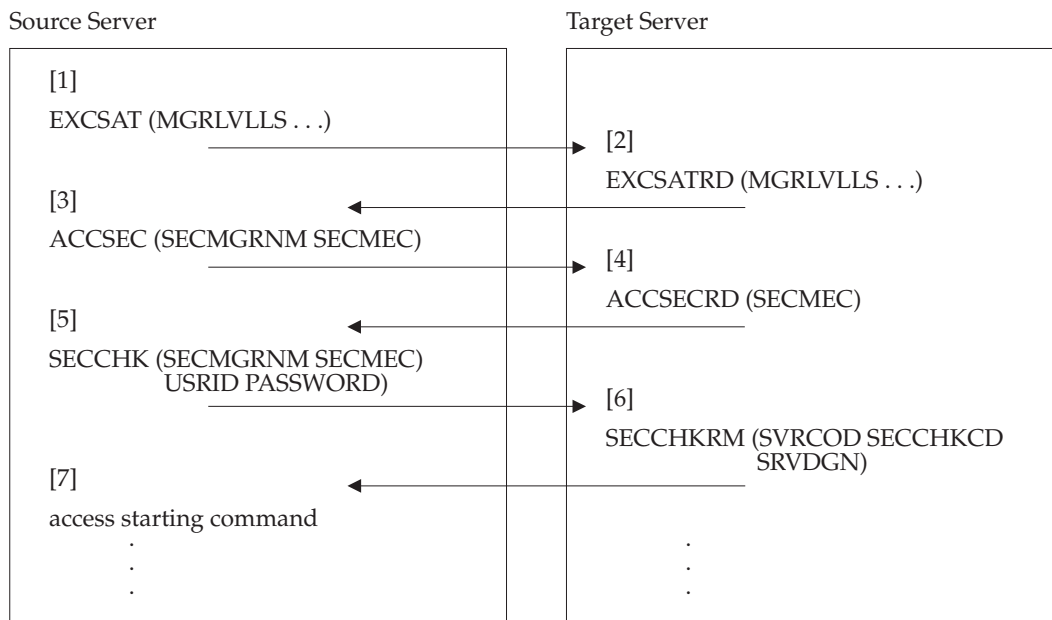 Source Server
Target Server
[1]
EXCSAT (MGRLVLLS . . .)
[2]
EXCSATRD (MGRLVLLS . . .)
[3]
ACCSEC (SECMGRNM SECMEC)
[4]
ACCSECRD (SECMEC)
[5]
SECCHK (SECMGRNM SECMEC)
USRID PASSWORD)
[6]
SECCHKRM (SVRCOD SECCHKCD
SRVDGN)
[7]
access starting command
.
.
.
.
.
.